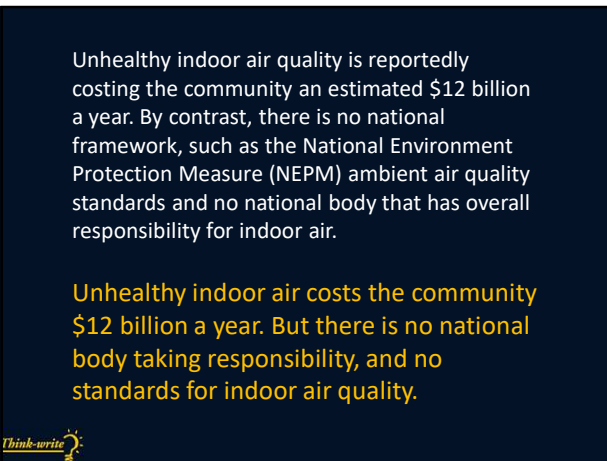 Unhealthy indoor air quality is reportedly
costing the community an estimated $12 billion
a year. By contrast, there is no national
framework, such as the National Environment
Protection Measure (NEPM) ambient air quality
standards and no national body that has overall
responsibility for indoor air.
Unhealthy indoor air costs the community
$12 billion a year. But there is no national
body taking responsibility, and no
standards for indoor air quality.
Think-write